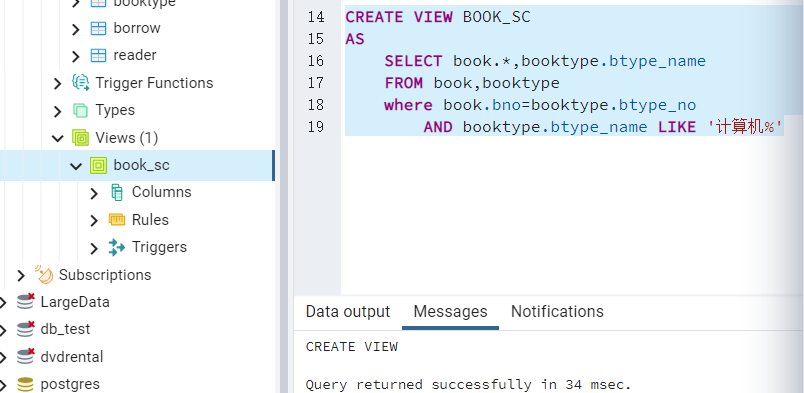 booktype
borrow
reader
Trigger Functions
Types
Views (1)
book_sc
Columns
Rules
Triggers
Subscriptions
LargeData
db_test
dvdrental
postgres
14 CREATE VIEW BOOK_SC
15 AS
16 SELECT book.*,booktype.btype_name
17 FROM book,booktype
18 where book.bno=booktype.btype_no
19 AND booktype.btype_name LIKE '计算机%'
Data output Messages Notifications
CREATE VIEW
Query returned successfully in 34 msec.